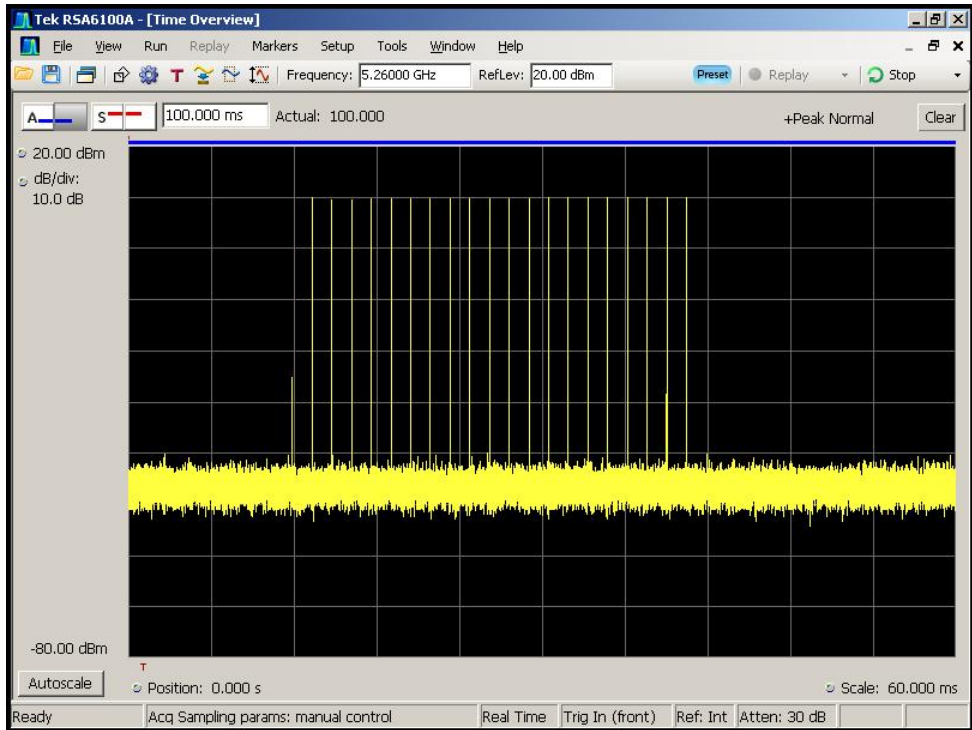 Tek RSA6100A - [Time Overview]
File View Run Replay Markers Setup Tools Window Help
T Frequency: 5.26000 GHz RefLev: 20.00 dBm Preset Replay Stop
A S 100.000 ms Actual: 100.000 +Peak Normal Clear
20.00 dBm
dB/div:
10.0 dB
-80.00 dBm
T
Autoscale Position: 0.000 s Scale: 60.000 ms
Ready Acq Sampling params: manual control Real Time Trig In (front) Ref: Int Atten: 30 dB